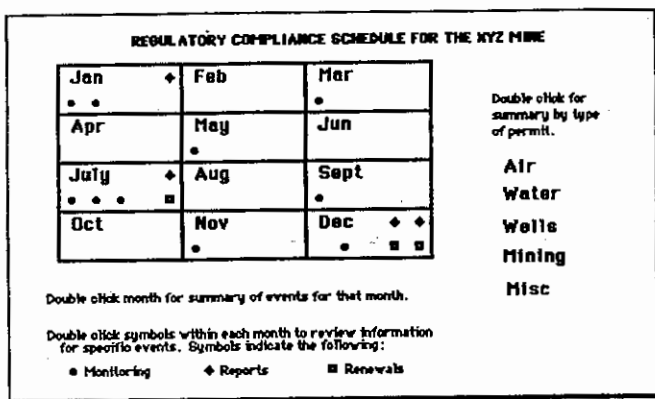 REGULATORY COMPLIANCE SCHEDULE FOR THE XYZ MINE
Jan Feb Mar
Apr May Jun
July Aug Sept
Oct Nov Dec
Double click for
summary by type
of permit.
Air
Water
Wells
Mining
Misc
Double click month for summary of events for that month.
Double click symbols within each month to review information
for specific events. Symbols indicate the following:
● Monitoring ◆ Reports ◘ Renewals